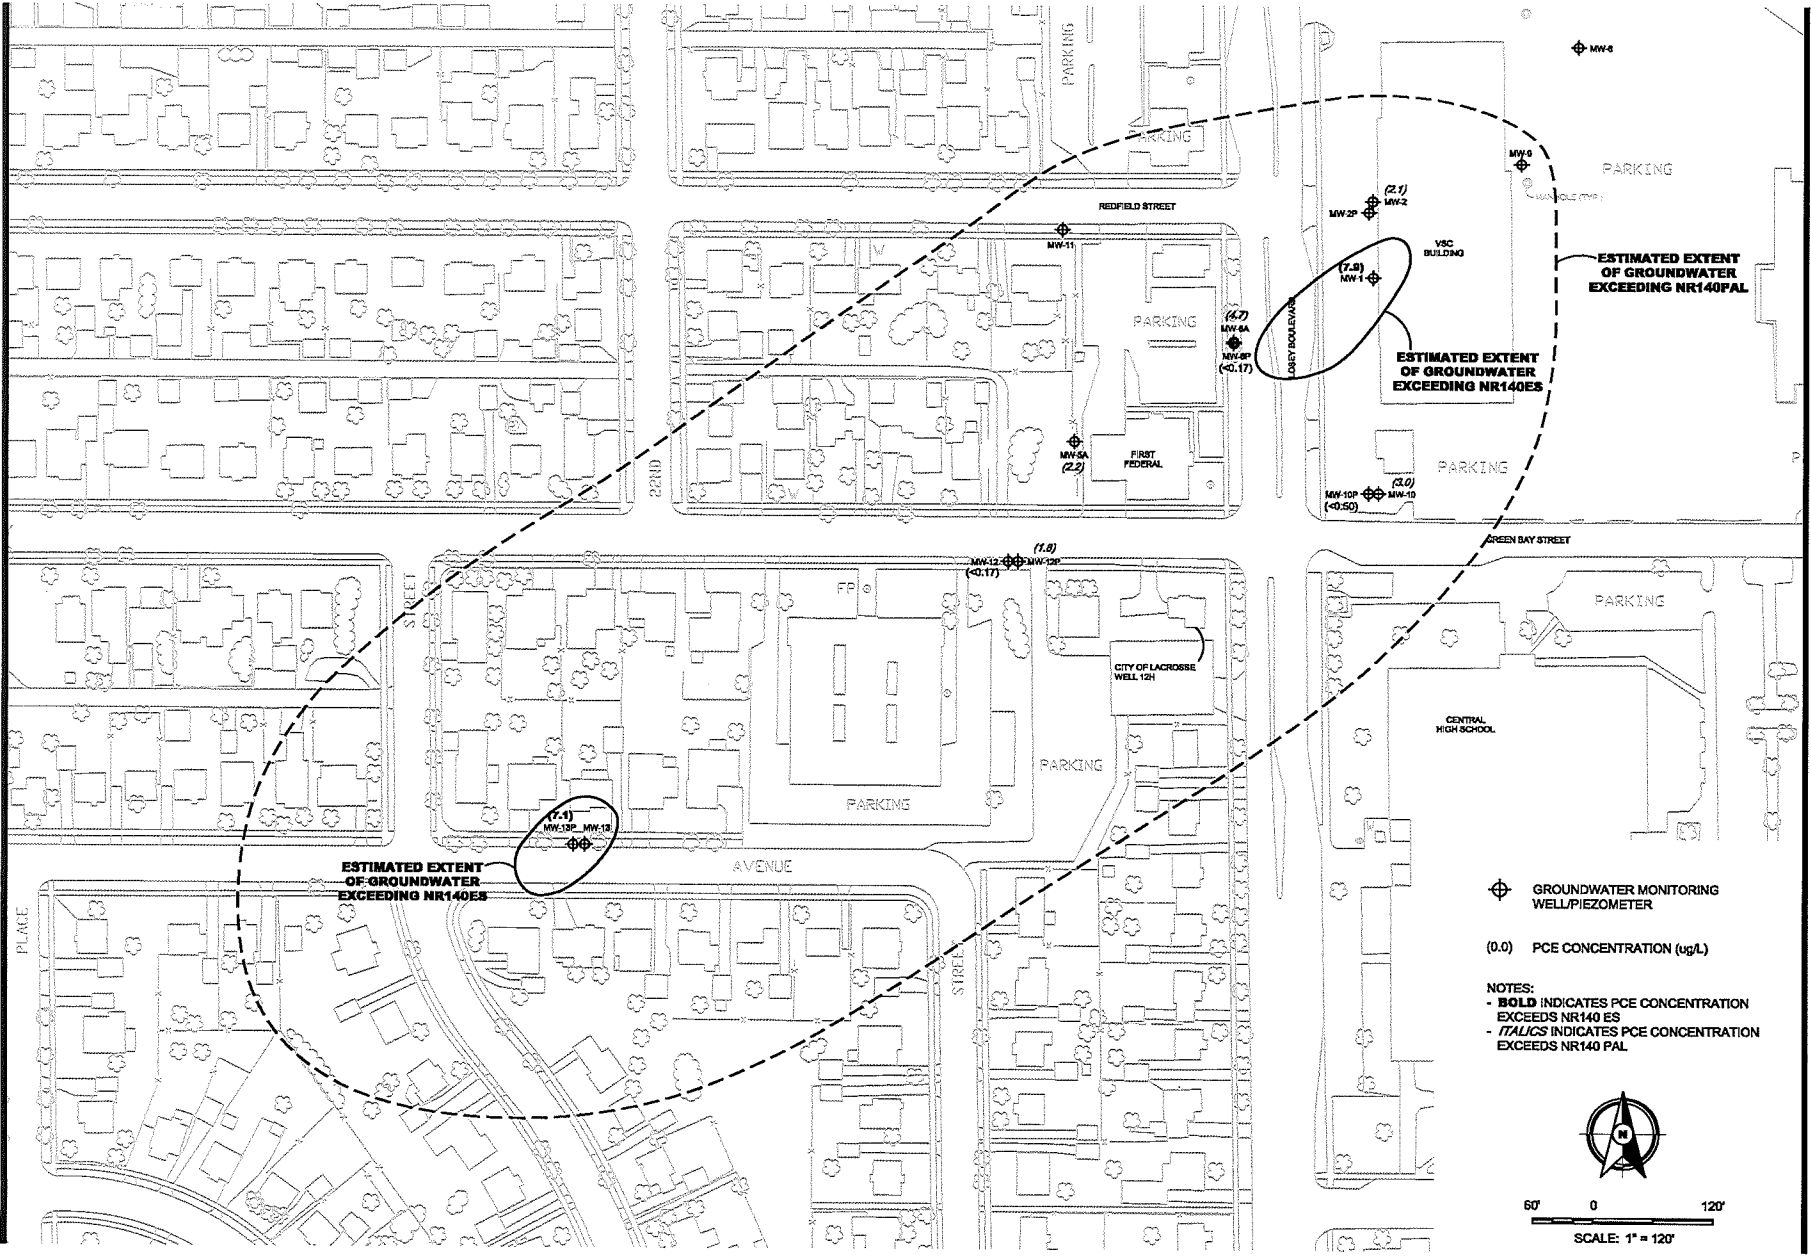 PARKING
MW-6
PARKING
MW-9
PARKING
MANHOLE (TYP.)
(2.1)
MW-2
MW-2P
REDFIELD STREET
MW-11
VSC
BUILDING
(7.9)
MW-1
ESTIMATED EXTENT
OF GROUNDWATER
EXCEEDING NR140PAL
PARKING
(4.7)
MW-6A
MW-6P
(<0.17)
LOSEY BOULEVARD
ESTIMATED EXTENT
OF GROUNDWATER
EXCEEDING NR140ES
MW-5A
(2.2)
FIRST
FEDERAL
PARKING
22ND
(3.0)
MW-10P
MW-10
(<0.50)
GREEN BAY STREET
(1.8)
MW-12
MW-12P
(<0.17)
STREET
FP
PARKING
CITY OF LACROSSE
WELL 12H
CENTRAL
HIGH SCHOOL
PARKING
PARKING
(7.1)
MW-13P
MW-13
ESTIMATED EXTENT
OF GROUNDWATER
EXCEEDING NR140ES
AVENUE
PLACE
STREET
GROUNDWATER MONITORING
WELL/PIEZOMETER
(0.0) PCE CONCENTRATION (ug/L)
NOTES:
- BOLD INDICATES PCE CONCENTRATION
EXCEEDS NR140 ES
- ITALICS INDICATES PCE CONCENTRATION
EXCEEDS NR140 PAL
N
60' 0 120'
SCALE: 1" = 120'